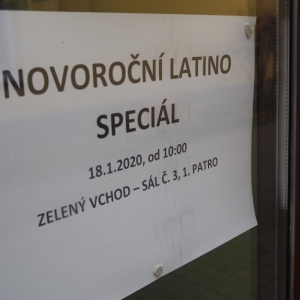 NOVOROČNÍ LATINO
SPECIÁL
18.1.2020, od 10:00
ZELENÝ VCHOD – SÁL Č. 3, 1. PATRO